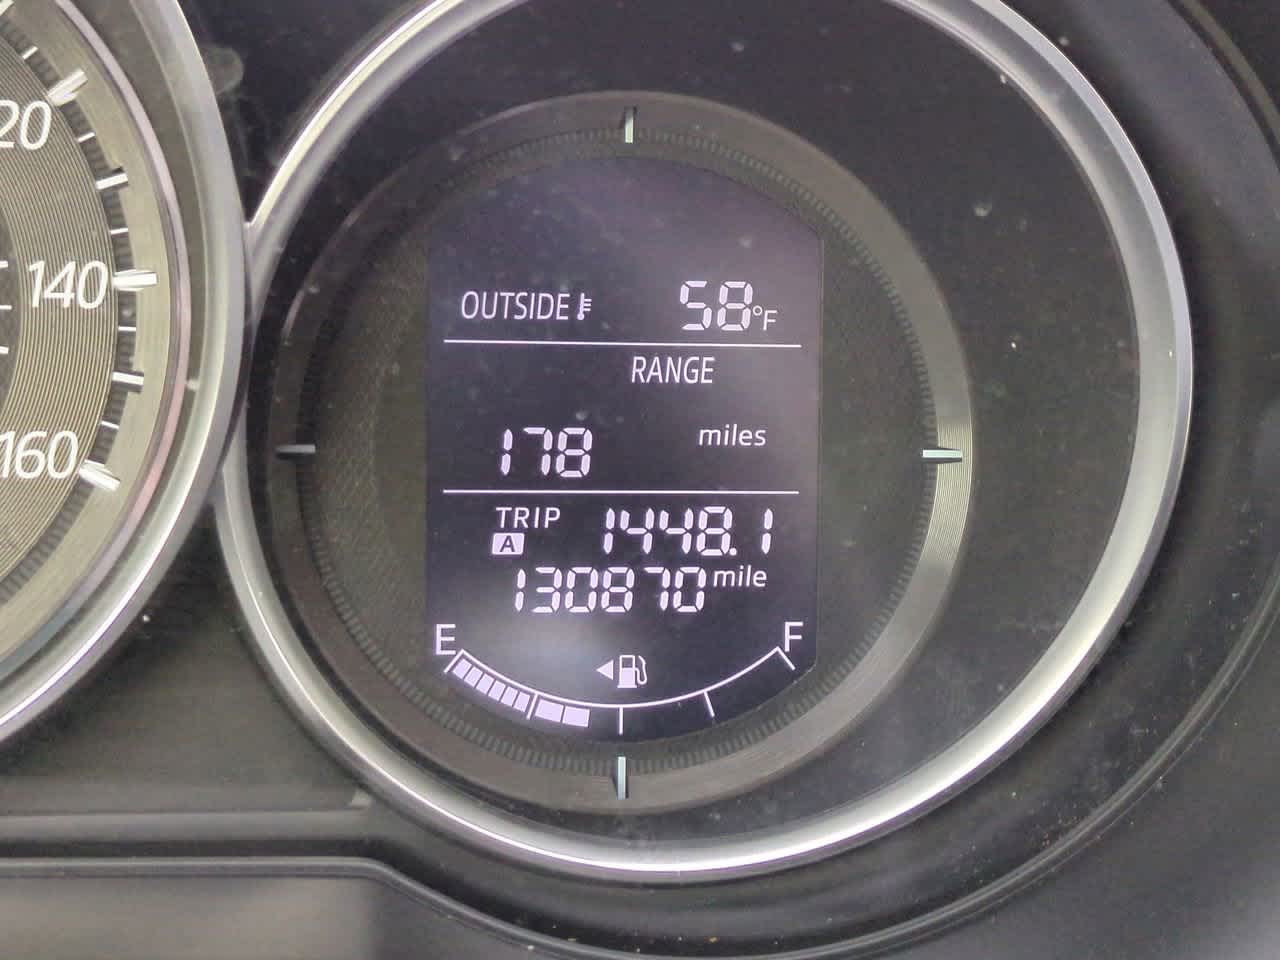 20
140
160
OUTSIDE 58°F
RANGE
178 miles
TRIP A 1448.1
130870 mile
E F